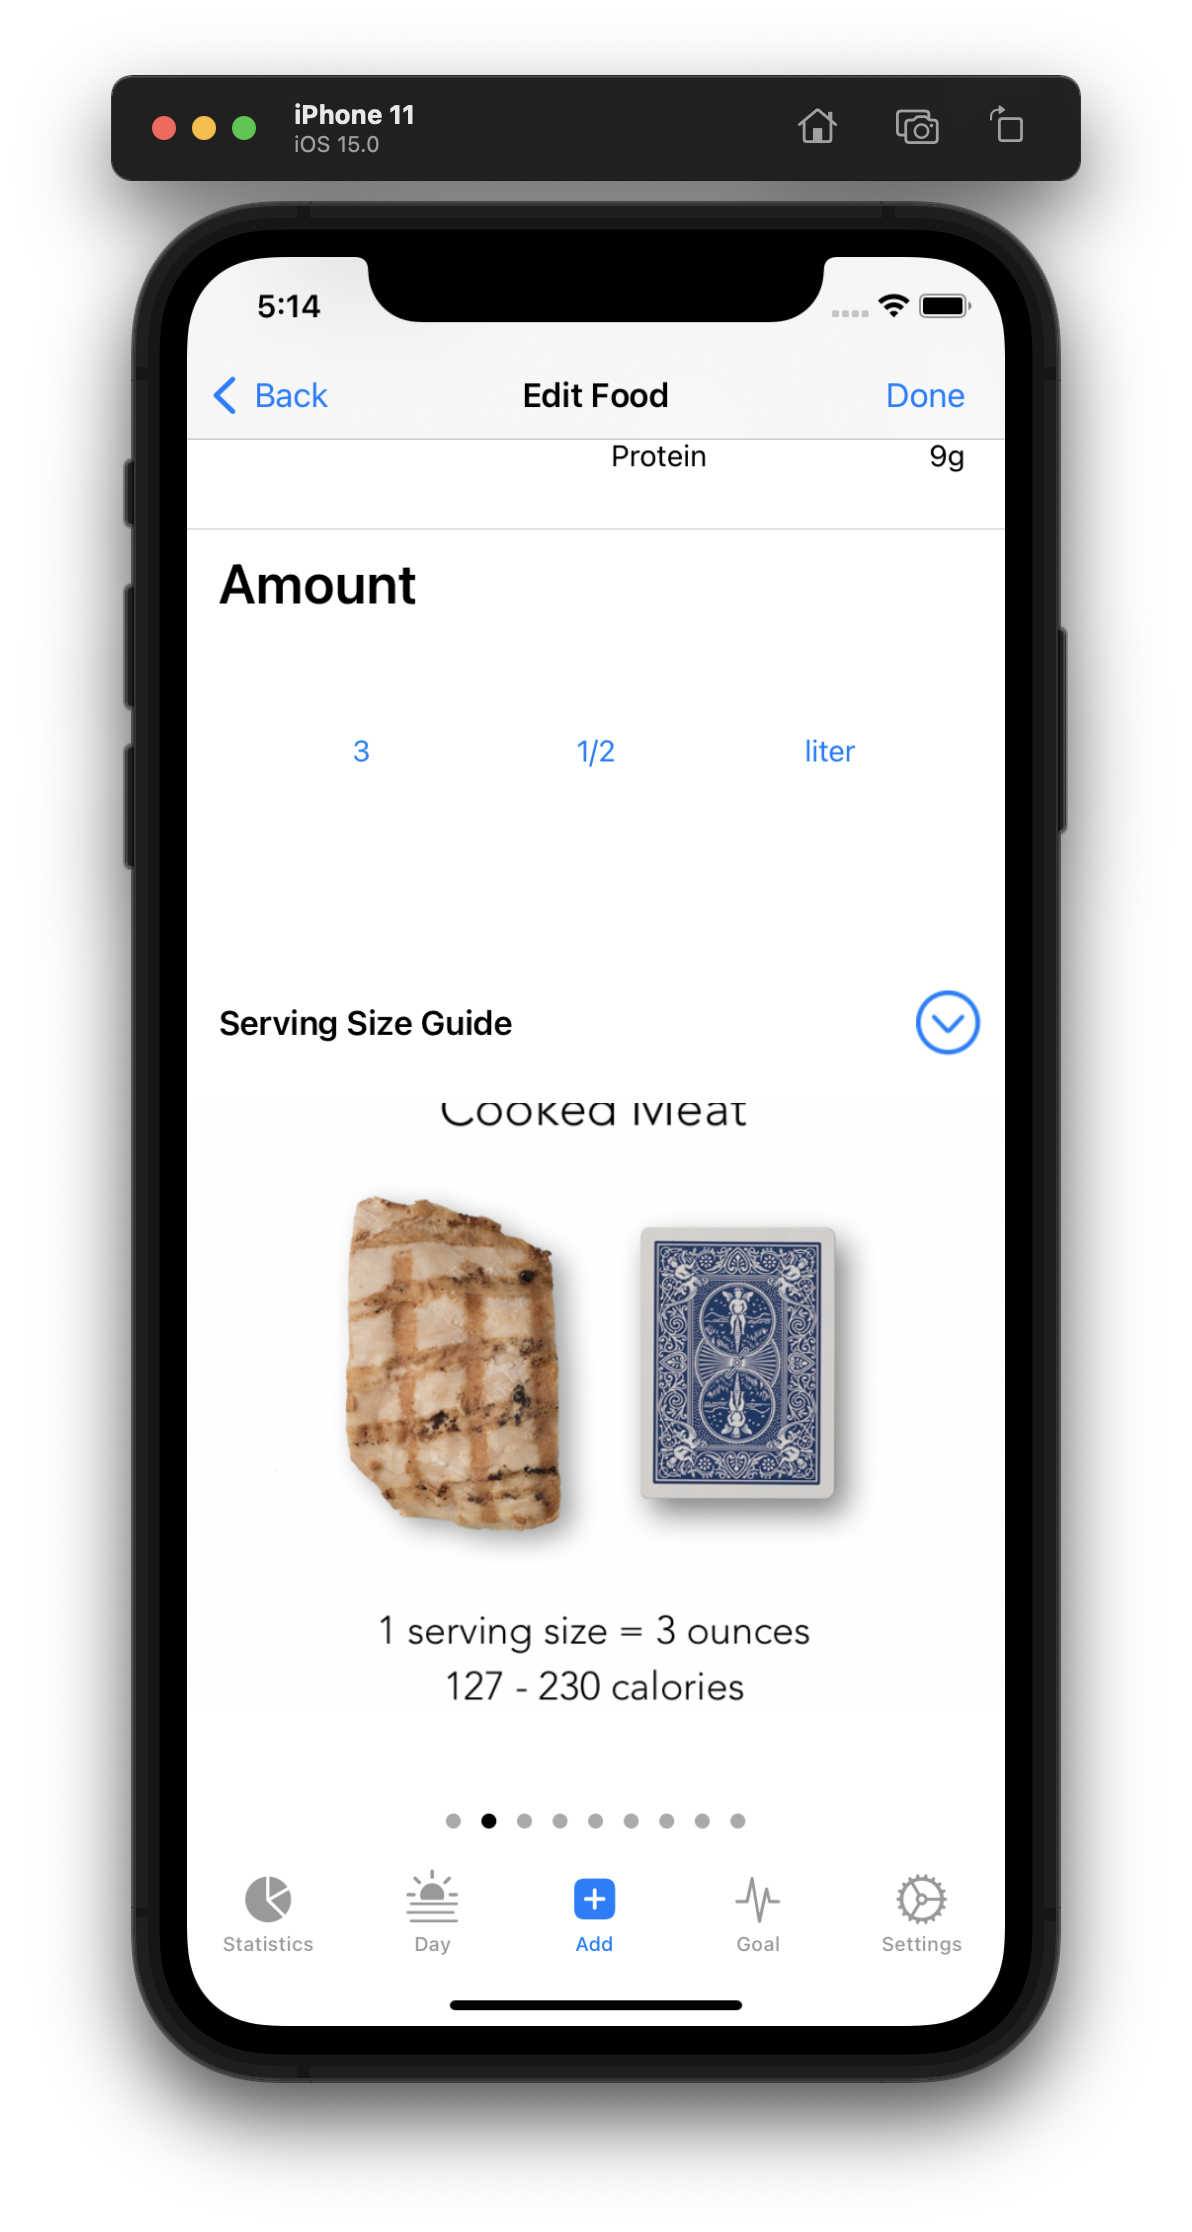 iPhone 11
iOS 15.0
5:14
Back Edit Food Done
Protein 9g
Amount
3 1/2 liter
Serving Size Guide
Cooked Meat
1 serving size = 3 ounces
127 - 230 calories
Statistics Day Add Goal Settings